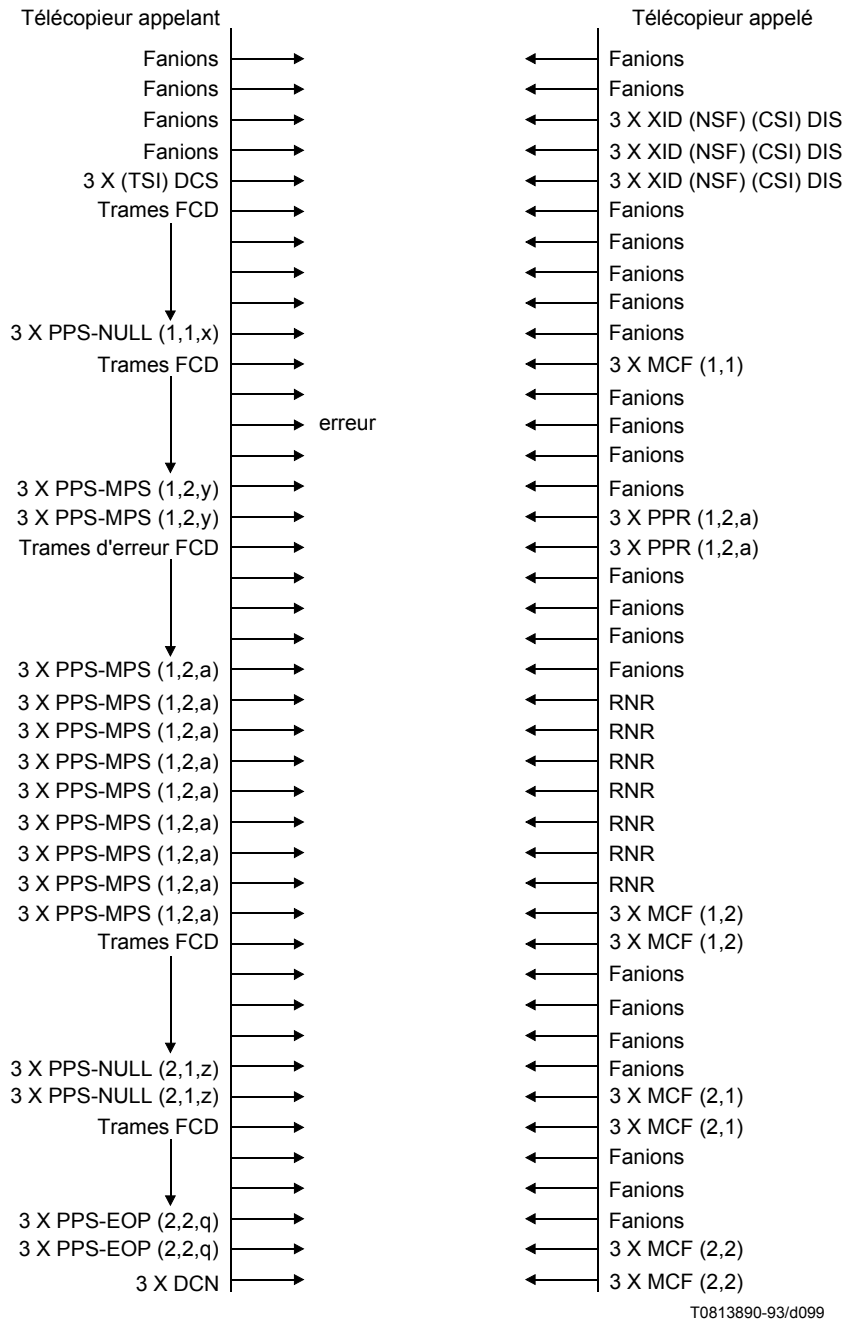 Télécopieur appelant Télécopieur appelé
Fanions Fanions
Fanions Fanions
Fanions 3 X XID (NSF) (CSI) DIS
Fanions 3 X XID (NSF) (CSI) DIS
3 X (TSI) DCS 3 X XID (NSF) (CSI) DIS
Trames FCD Fanions
Fanions
Fanions
Fanions
3 X PPS-NULL (1,1,x) Fanions
Trames FCD 3 X MCF (1,1)
Fanions
erreur Fanions
Fanions
3 X PPS-MPS (1,2,y) Fanions
3 X PPS-MPS (1,2,y) 3 X PPR (1,2,a)
Trames d'erreur FCD 3 X PPR (1,2,a)
Fanions
Fanions
Fanions
3 X PPS-MPS (1,2,a) Fanions
3 X PPS-MPS (1,2,a) RNR
3 X PPS-MPS (1,2,a) RNR
3 X PPS-MPS (1,2,a) RNR
3 X PPS-MPS (1,2,a) RNR
3 X PPS-MPS (1,2,a) RNR
3 X PPS-MPS (1,2,a) RNR
3 X PPS-MPS (1,2,a) RNR
3 X PPS-MPS (1,2,a) 3 X MCF (1,2)
Trames FCD 3 X MCF (1,2)
Fanions
Fanions
Fanions
3 X PPS-NULL (2,1,z) Fanions
3 X PPS-NULL (2,1,z) 3 X MCF (2,1)
Trames FCD 3 X MCF (2,1)
Fanions
Fanions
3 X PPS-EOP (2,2,q) Fanions
3 X PPS-EOP (2,2,q) 3 X MCF (2,2)
3 X DCN 3 X MCF (2,2)
T0813890-93/d099